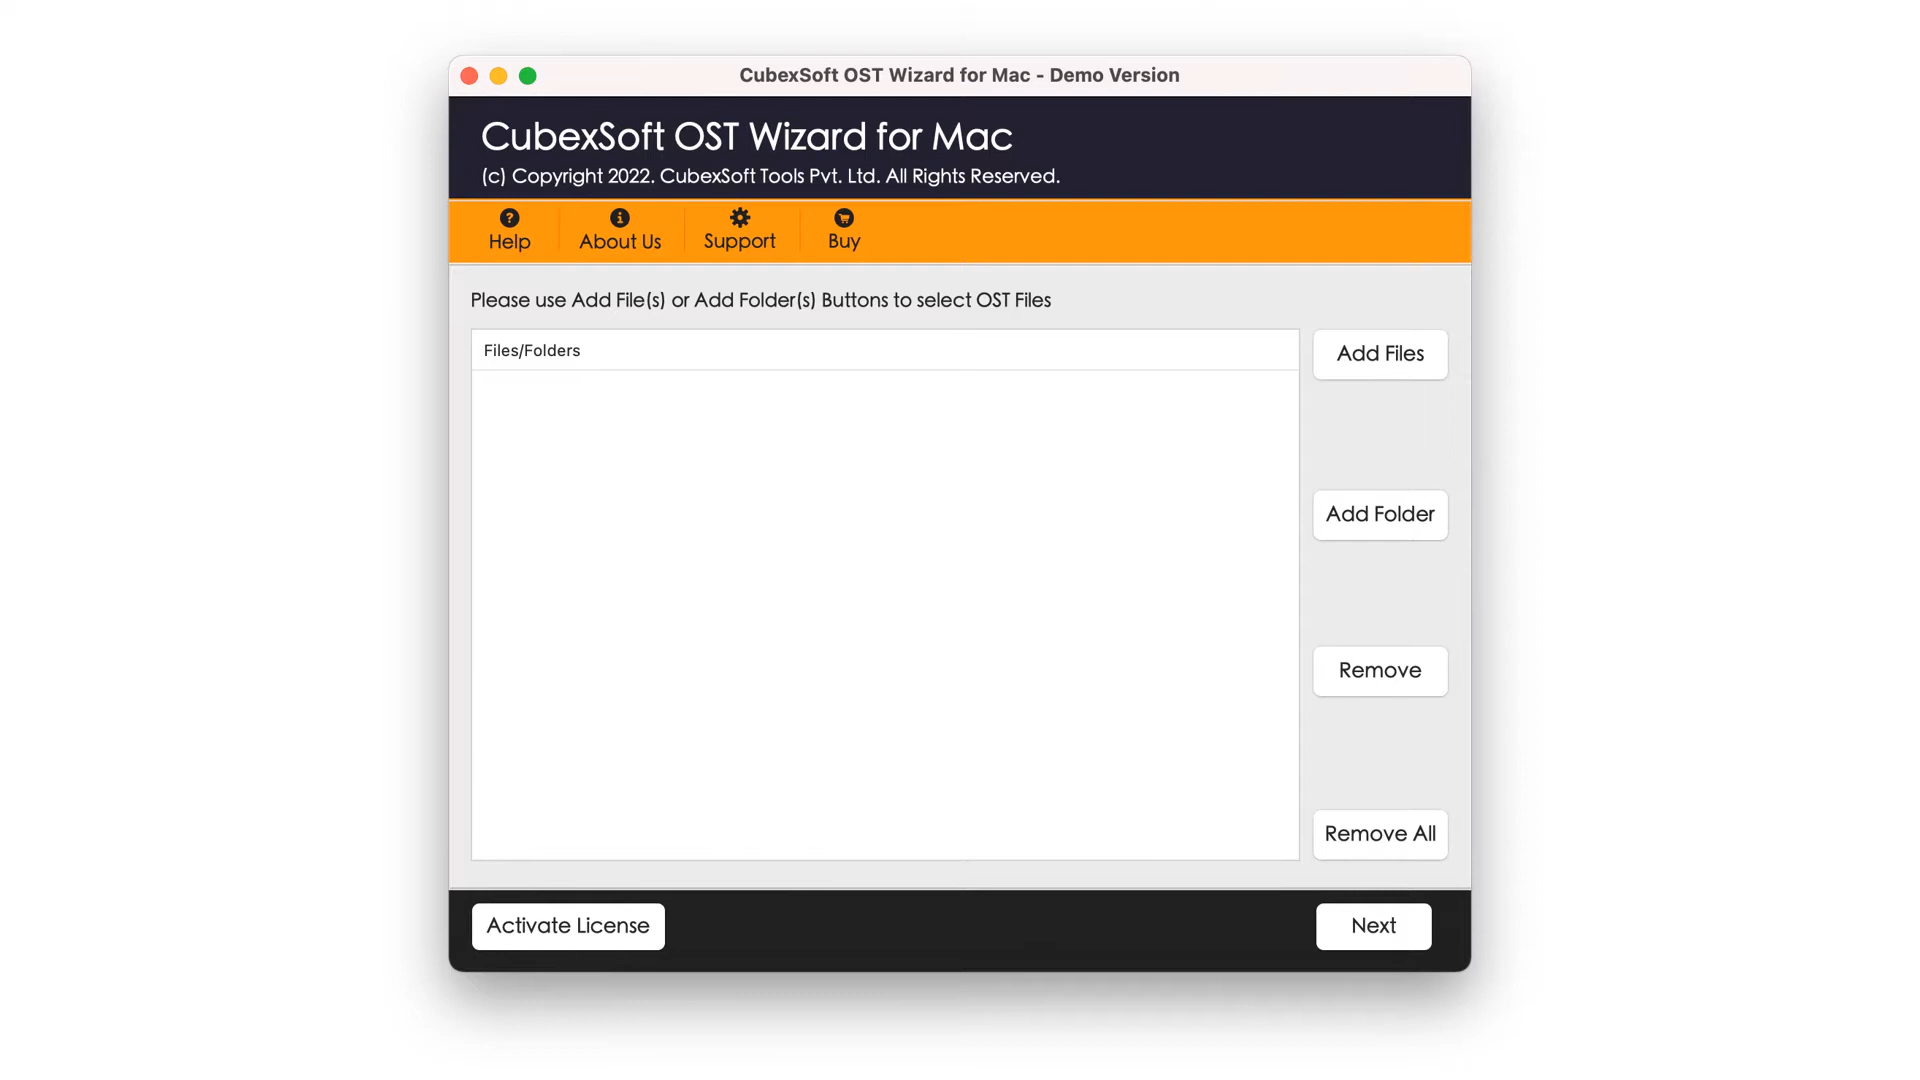 CubexSoft OST Wizard for Mac - Demo Version
CubexSoft OST Wizard for Mac
(c) Copyright 2022. CubexSoft Tools Pvt. Ltd. All Rights Reserved.
Help
About Us
Support
Buy
Please use Add File(s) or Add Folder(s) Buttons to select OST Files
Files/Folders
Add Files
Add Folder
Remove
Remove All
Activate License
Next